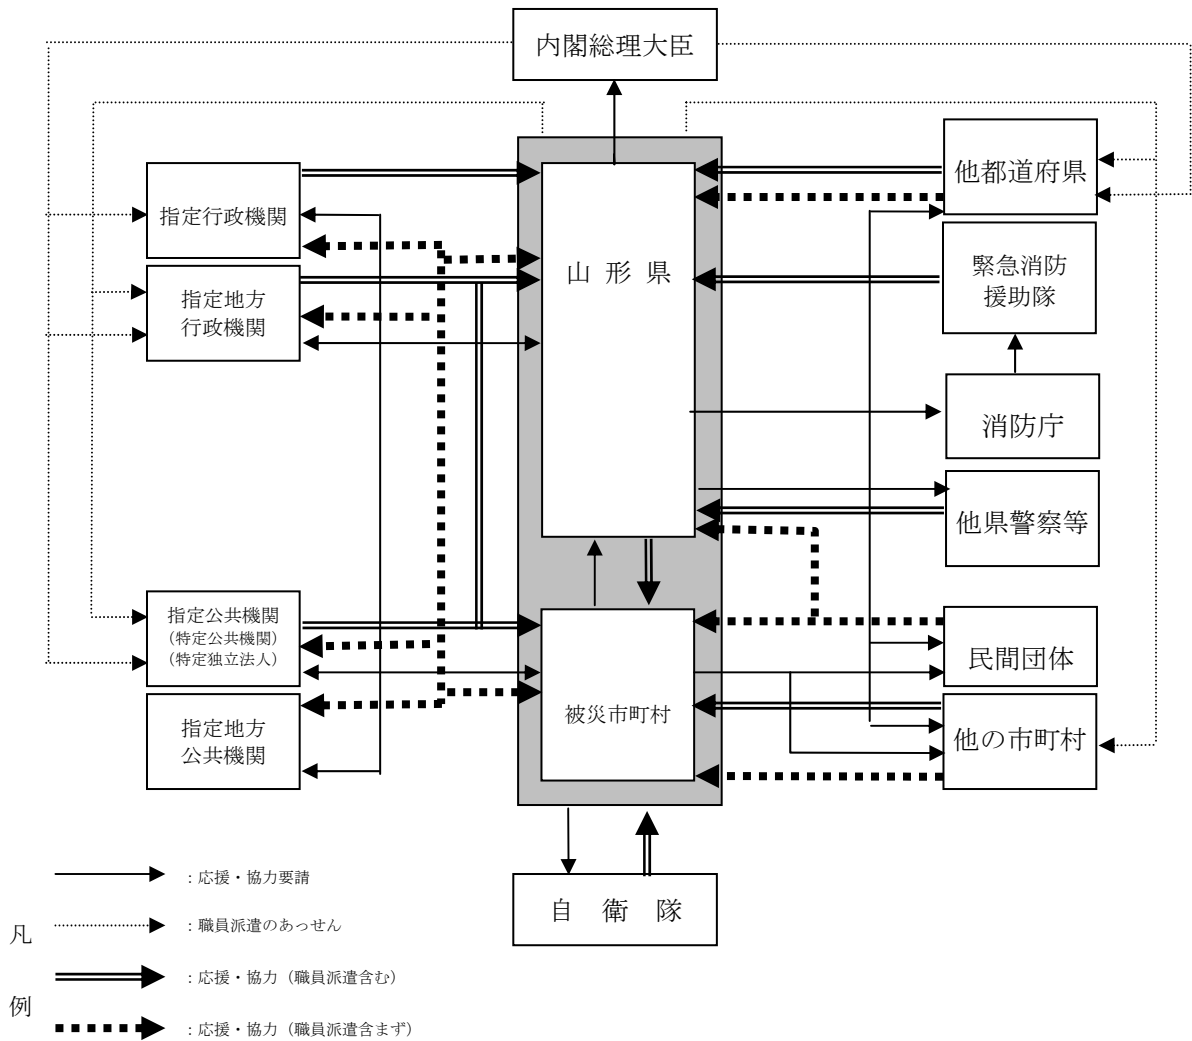 内閣総理大臣
指定行政機関
指定地方
行政機関
指定公共機関
（特定公共機関）
（特定独立法人）
指定地方
公共機関
山 形 県
被災市町村
自 衛 隊
他都道府県
緊急消防
援助隊
消防庁
他県警察等
民間団体
他の市町村
凡
例
：応援・協力要請
：職員派遣のあっせん
：応援・協力（職員派遣含む）
：応援・協力（職員派遣含まず）